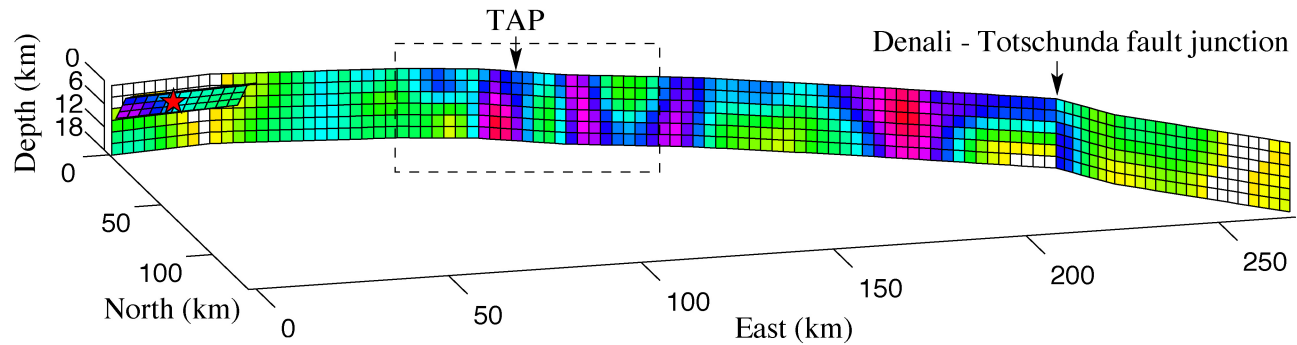 TAP
Denali - Totschunda fault junction
Depth (km)
0
6
12
18
0
50
100
North (km)
0
50
100
150
200
250
East (km)